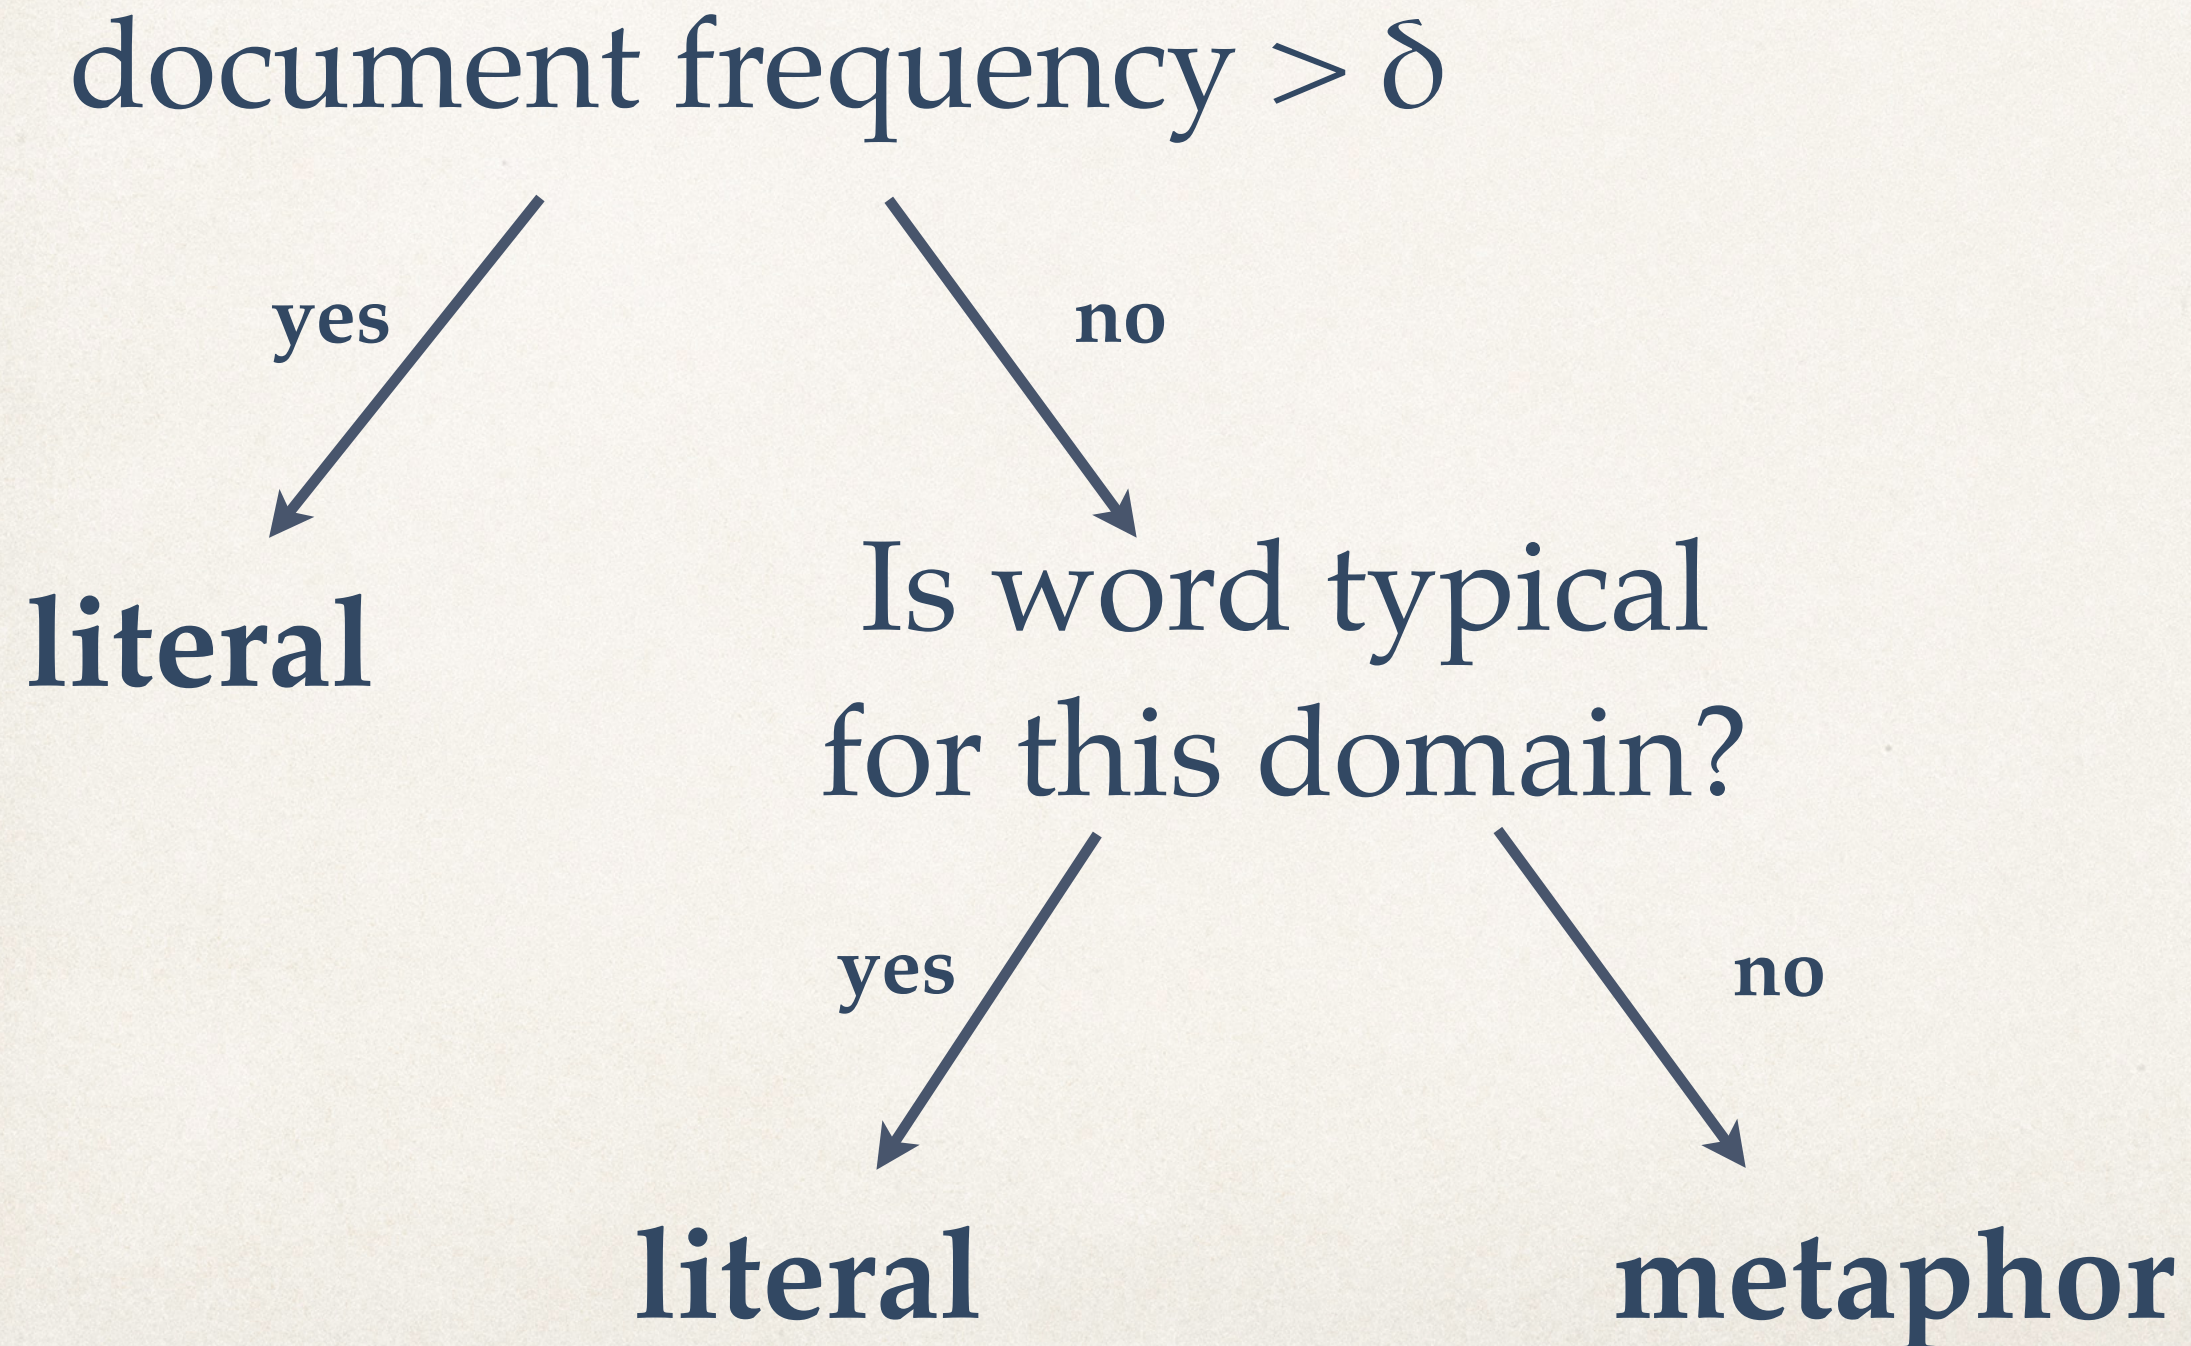 document frequency > δ
yes
no
literal
Is word typical
for this domain?
yes
no
literal
metaphor